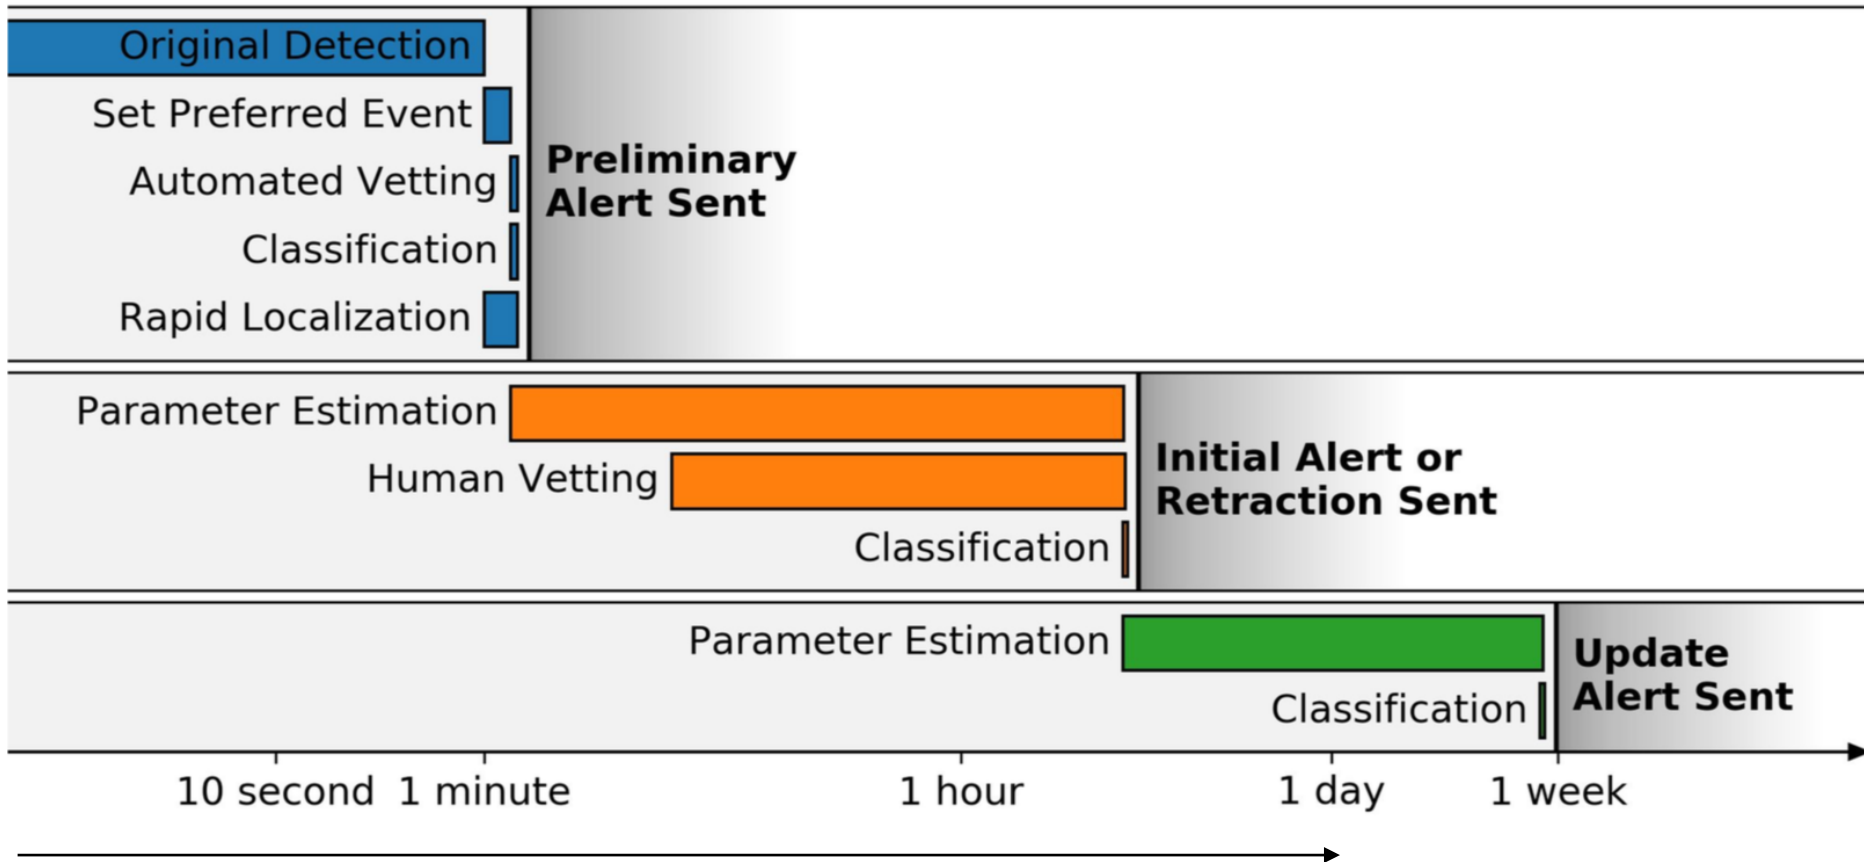 Original Detection
Set Preferred Event
Automated Vetting
Classification
Rapid Localization
Preliminary
Alert Sent
Parameter Estimation
Human Vetting
Classification
Initial Alert or
Retraction Sent
Parameter Estimation
Classification
Update
Alert Sent
10 second 1 minute 1 hour 1 day 1 week